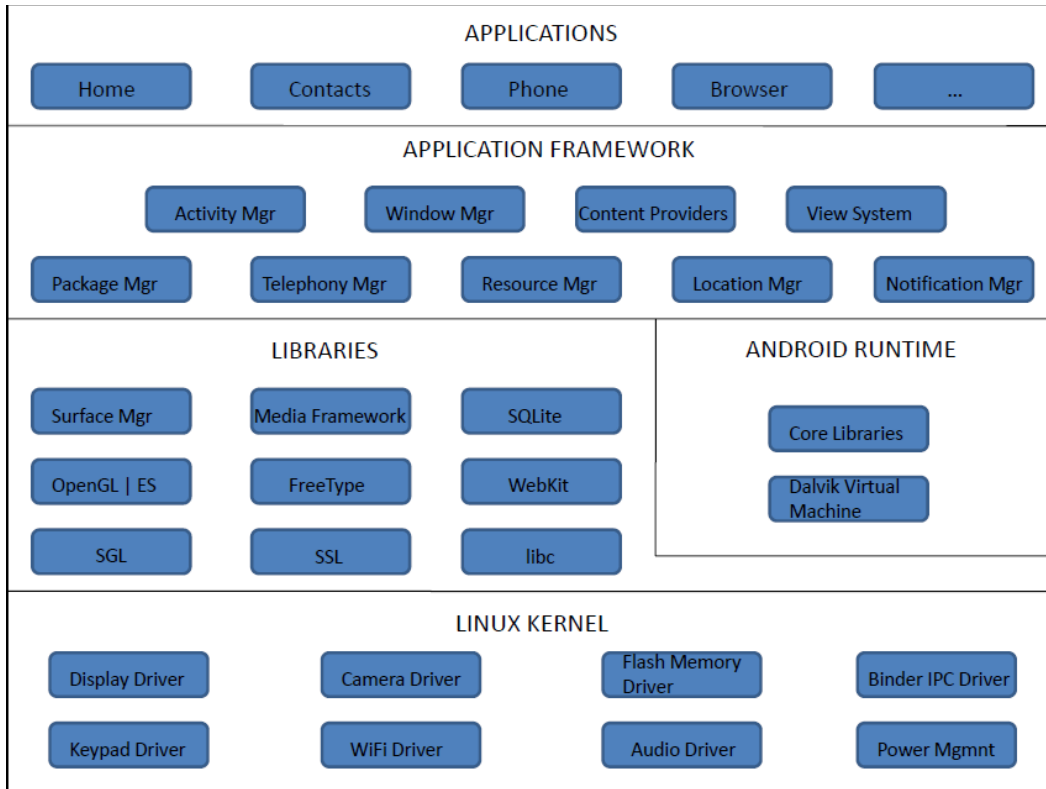 APPLICATIONS
Home
Contacts
Phone
Browser
...
APPLICATION FRAMEWORK
Activity Mgr
Window Mgr
Content Providers
View System
Package Mgr
Telephony Mgr
Resource Mgr
Location Mgr
Notification Mgr
LIBRARIES
Surface Mgr
Media Framework
SQLite
OpenGL | ES
FreeType
WebKit
SGL
SSL
libc
ANDROID RUNTIME
Core Libraries
Dalvik Virtual
Machine
LINUX KERNEL
Display Driver
Camera Driver
Flash Memory
Driver
Binder IPC Driver
Keypad Driver
WiFi Driver
Audio Driver
Power Mgmnt